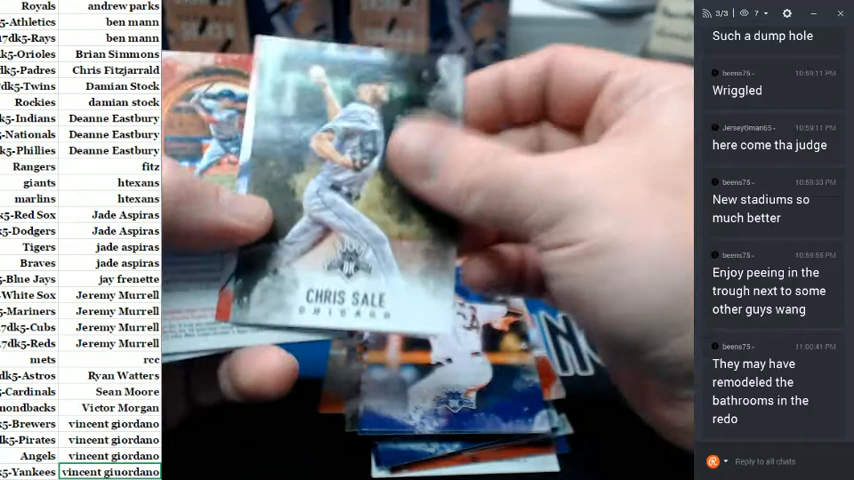 Royals andrew parks
5-Athletics ben mann
17dk5-Rays ben mann
dk5-Orioles Brian Simmons
dk5-Padres Chris Fitzjarrald
7dk5-Twins Damian Stock
Rockies damian stock
dk5-Indians Deanne Eastbury
5-Nationals Deanne Eastbury
k5-Phillies Deanne Eastbury
Rangers fitz
giants htexans
marlins htexans
k5-Red Sox Jade Aspiras
k5-Dodgers Jade Aspiras
Tigers jade aspiras
Braves jade aspiras
5-Blue Jays jay frenette
-White Sox Jeremy Murrell
5-Mariners Jeremy Murrell
17dk5-Cubs Jeremy Murrell
17dk5-Reds Jeremy Murrell
mets rcc
dk5-Astros Ryan Watters
5-Cardinals Sean Moore
mondbacks Victor Morgan
k5-Brewers vincent giordano
dk5-Pirates vincent giordano
Angels vincent giordano
k5-Yankees vincent giuordano
CHRIS SALE
CHICAGO
DK
3/3 7
Such a dump hole
beens75- 10:59:11 PM
Wriggled
Jersey0man65- 10:59:11 PM
here come tha judge
beens75- 10:59:33 PM
New stadiums so
much better
beens75- 10:59:55 PM
Enjoy peeing in the
trough next to some
other guys wang
beens75- 11:00:41 PM
They may have
remodeled the
bathrooms in the
redo
Reply to all chats